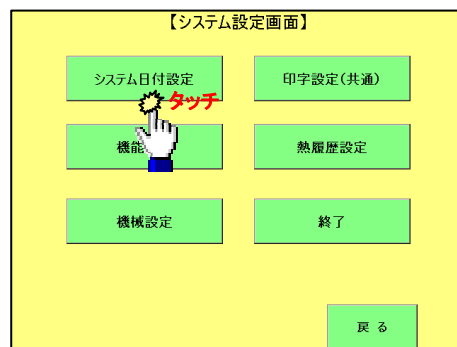 【システム設定画面】
システム日付設定
印字設定(共通)
タッチ
機能
熱履歴設定
機械設定
終了
戻 る